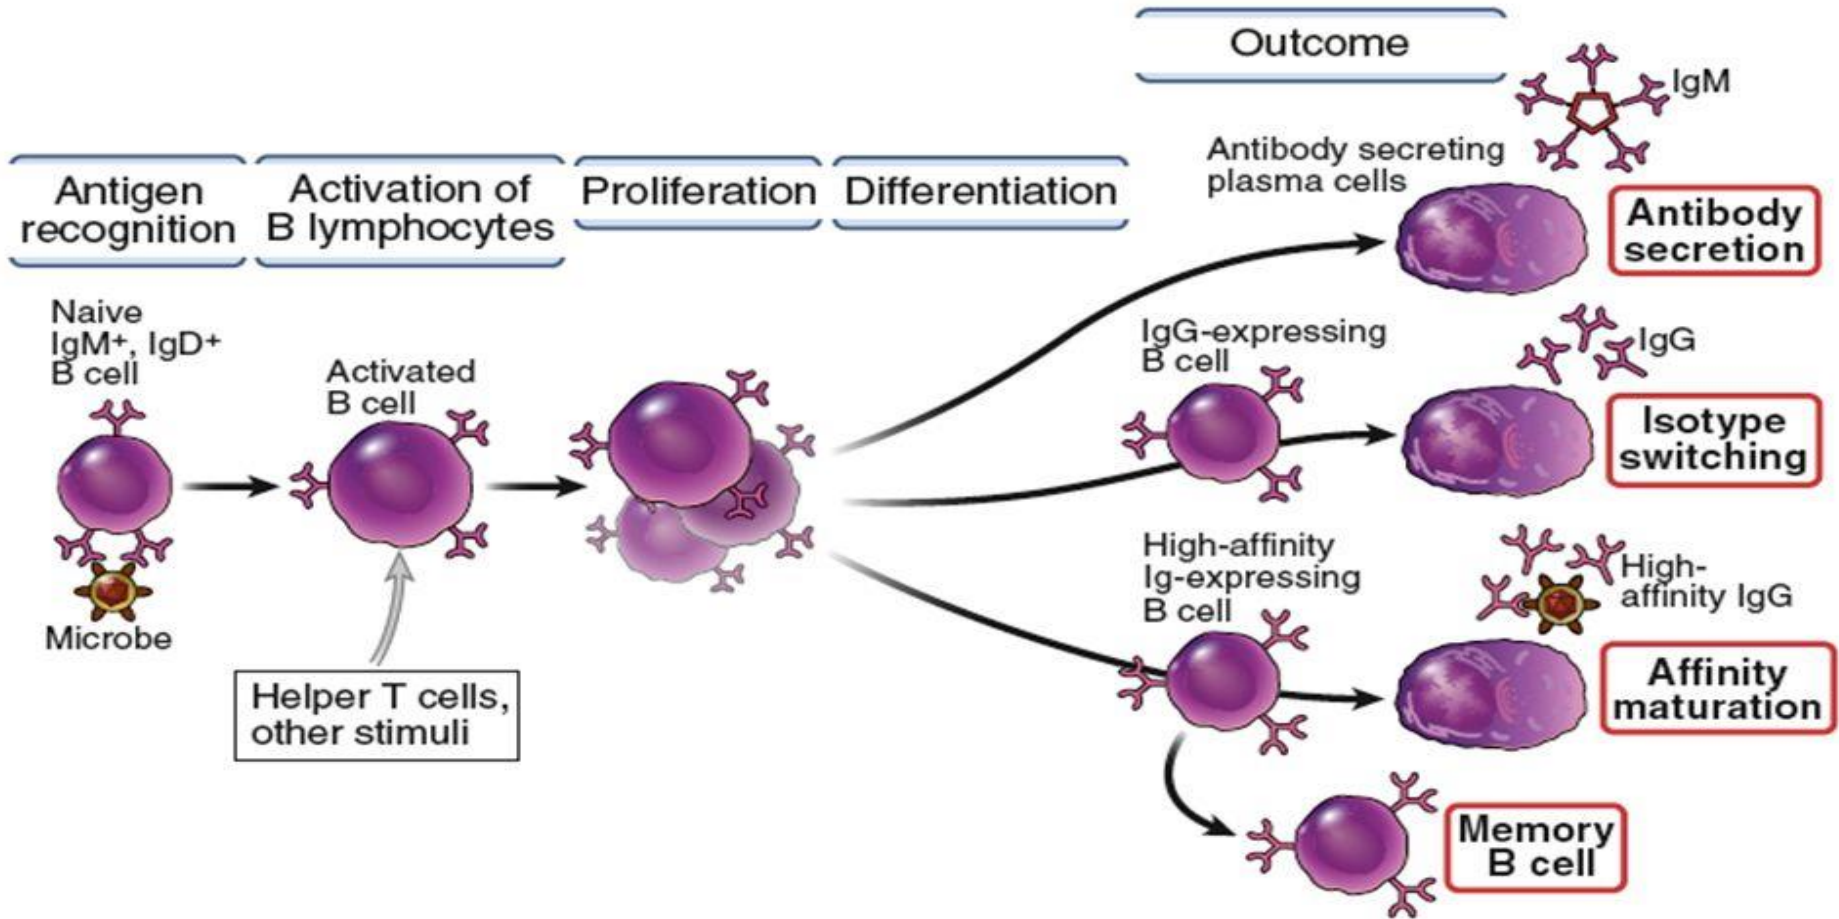 Outcome
IgM
Antibody secreting
plasma cells
Antigen
recognition
Activation of
B lymphocytes
Proliferation
Differentiation
Antibody
secretion
Naive
IgM+, IgD+
B cell
Activated
B cell
IgG-expressing
B cell
IgG
Isotype
switching
High-affinity
Ig-expressing
B cell
High-
affinity IgG
Microbe
Helper T cells,
other stimuli
Affinity
maturation
Memory
B cell